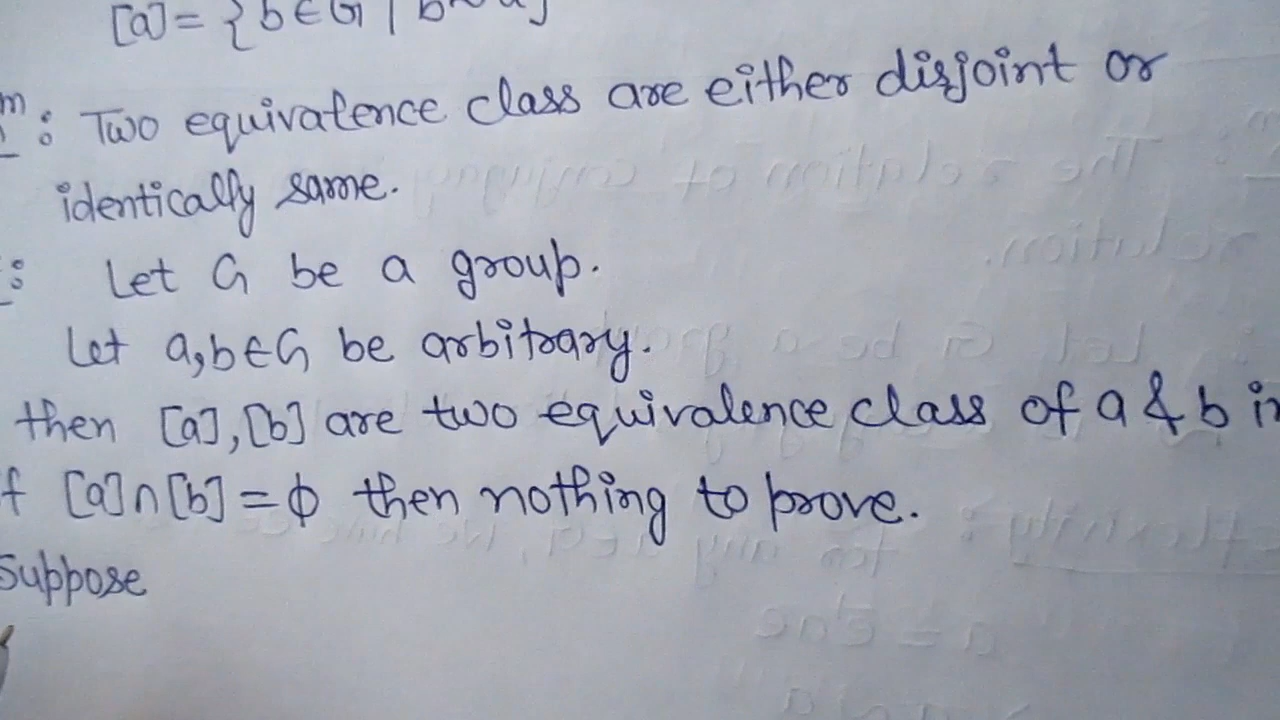 [a] = { b ∈ G | b ~ a }
m : Two equivalence class are either disjoint or
identically same.
: Let G be a group.
Let a, b ∈ G be arbitrary.
then [a], [b] are two equivalence class of a & b in
f [a] ∩ [b] = ϕ then nothing to prove.
Suppose